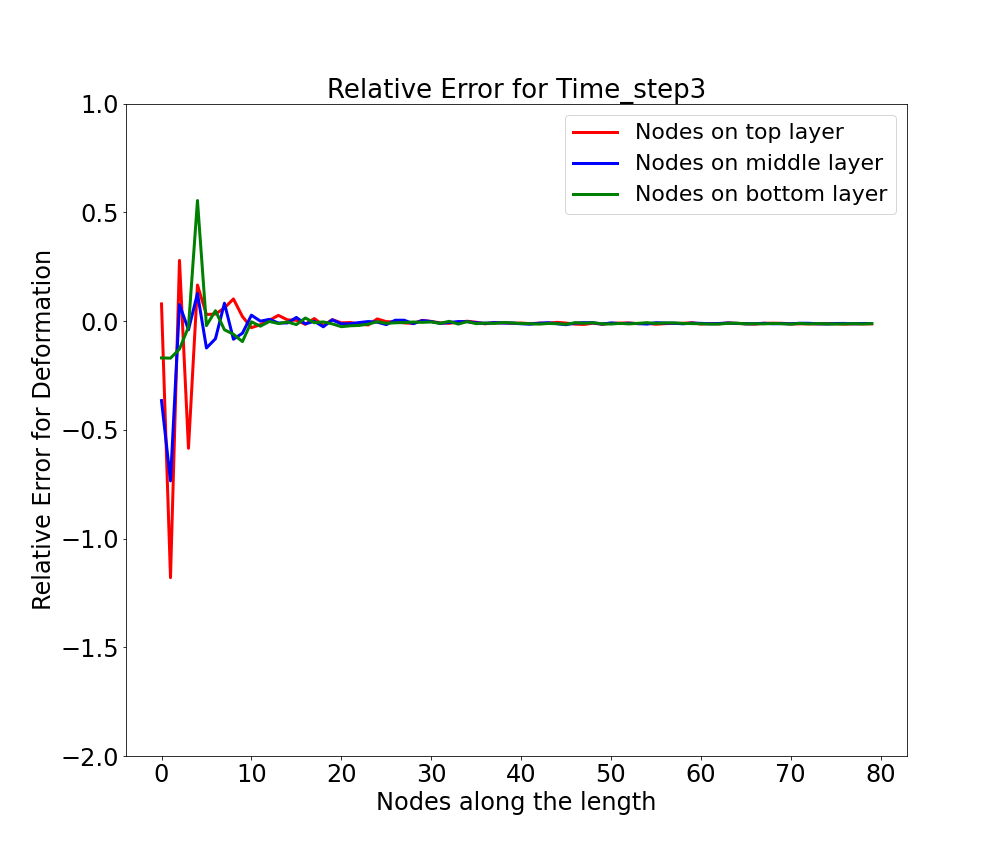 Relative Error for Time_step3
Nodes on top layer
Nodes on middle layer
Nodes on bottom layer
Relative Error for Deformation
1.0
0.5
0.0
−0.5
−1.0
−1.5
−2.0
0 10 20 30 40 50 60 70 80
Nodes along the length